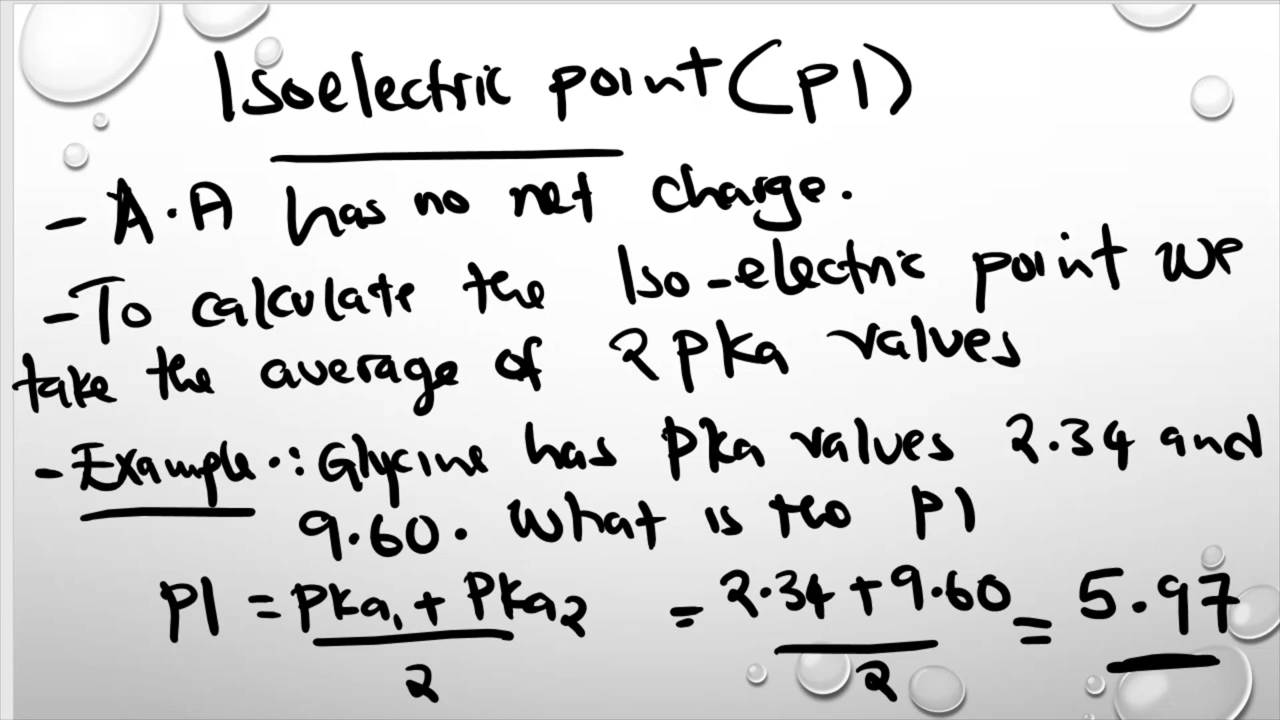 Isoelectric point (pI)
- A.A has no net charge.
- To calculate the Iso-electric point we
take the average of 2 pKa values
- Example:: Glycine has pKa values 2.34 and
9.60. What is the pI
pI = pKa1 + pKa2 / 2 = 2.34 + 9.60 / 2 = 5.97